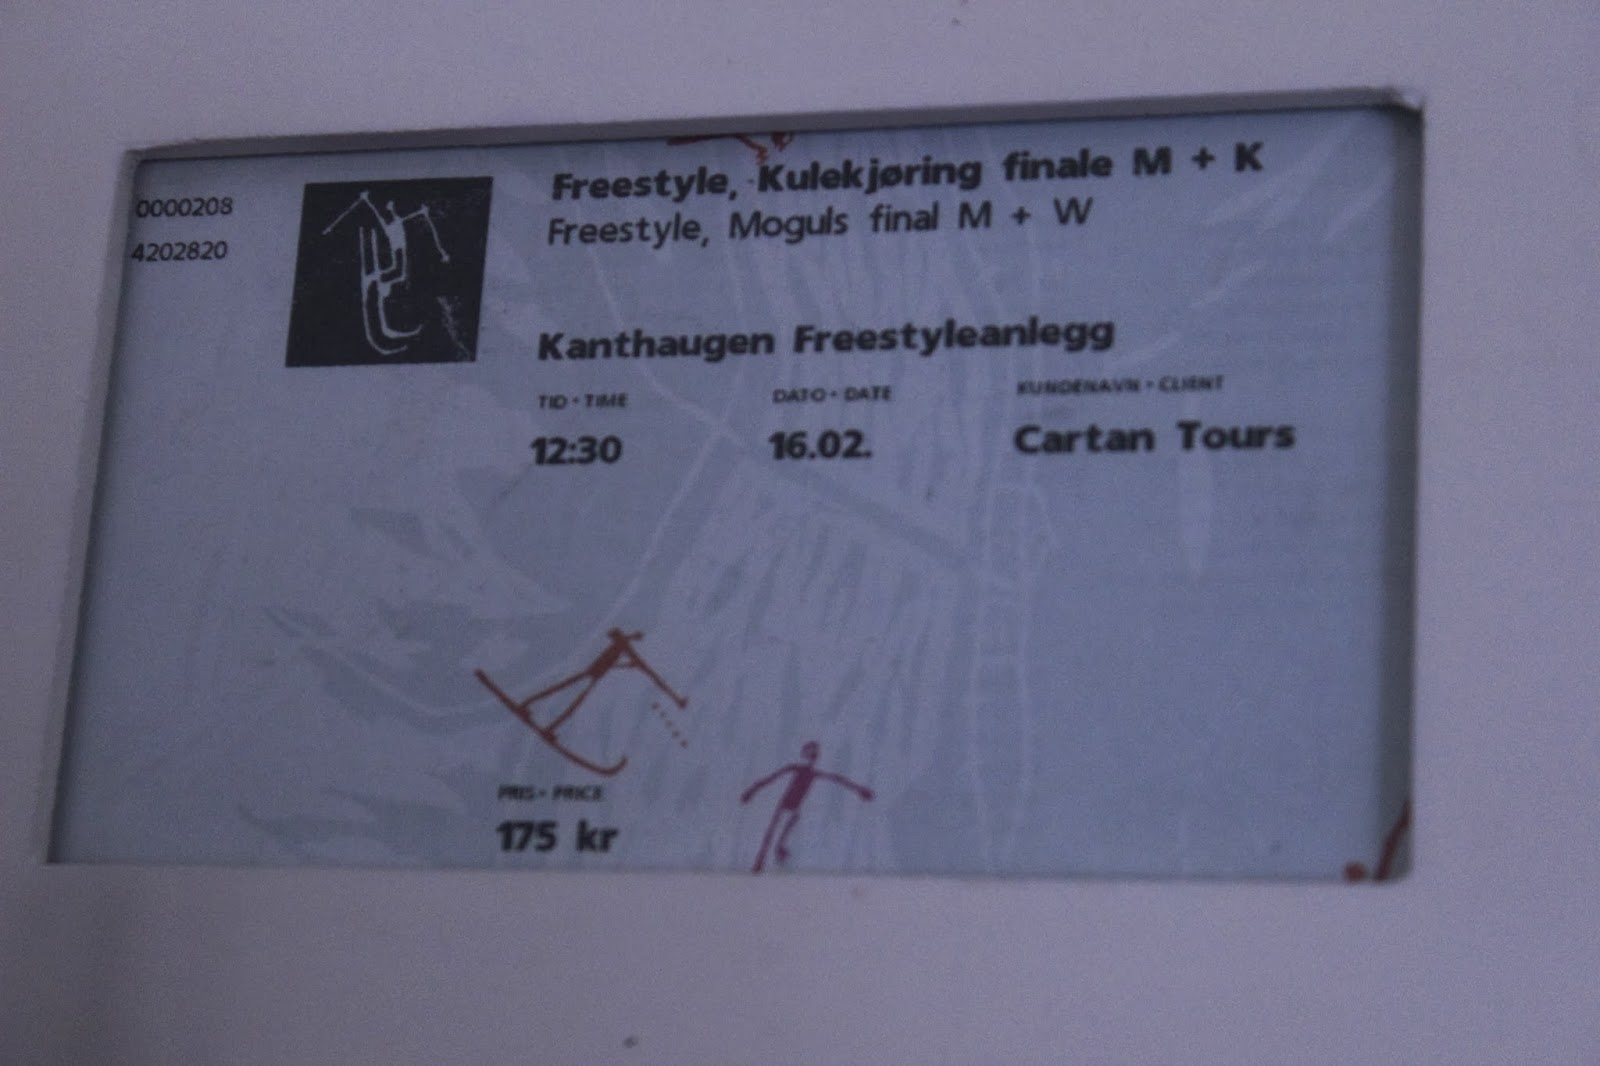 0000208
4202820
Freestyle, Kulekjøring finale M + K
Freestyle, Moguls final M + W
Kanthaugen Freestyleanlegg
TID • TIME
DATO • DATE
KUNDENAVN • CLIENT
12:30
16.02.
Cartan Tours
PRIS • PRICE
175 kr